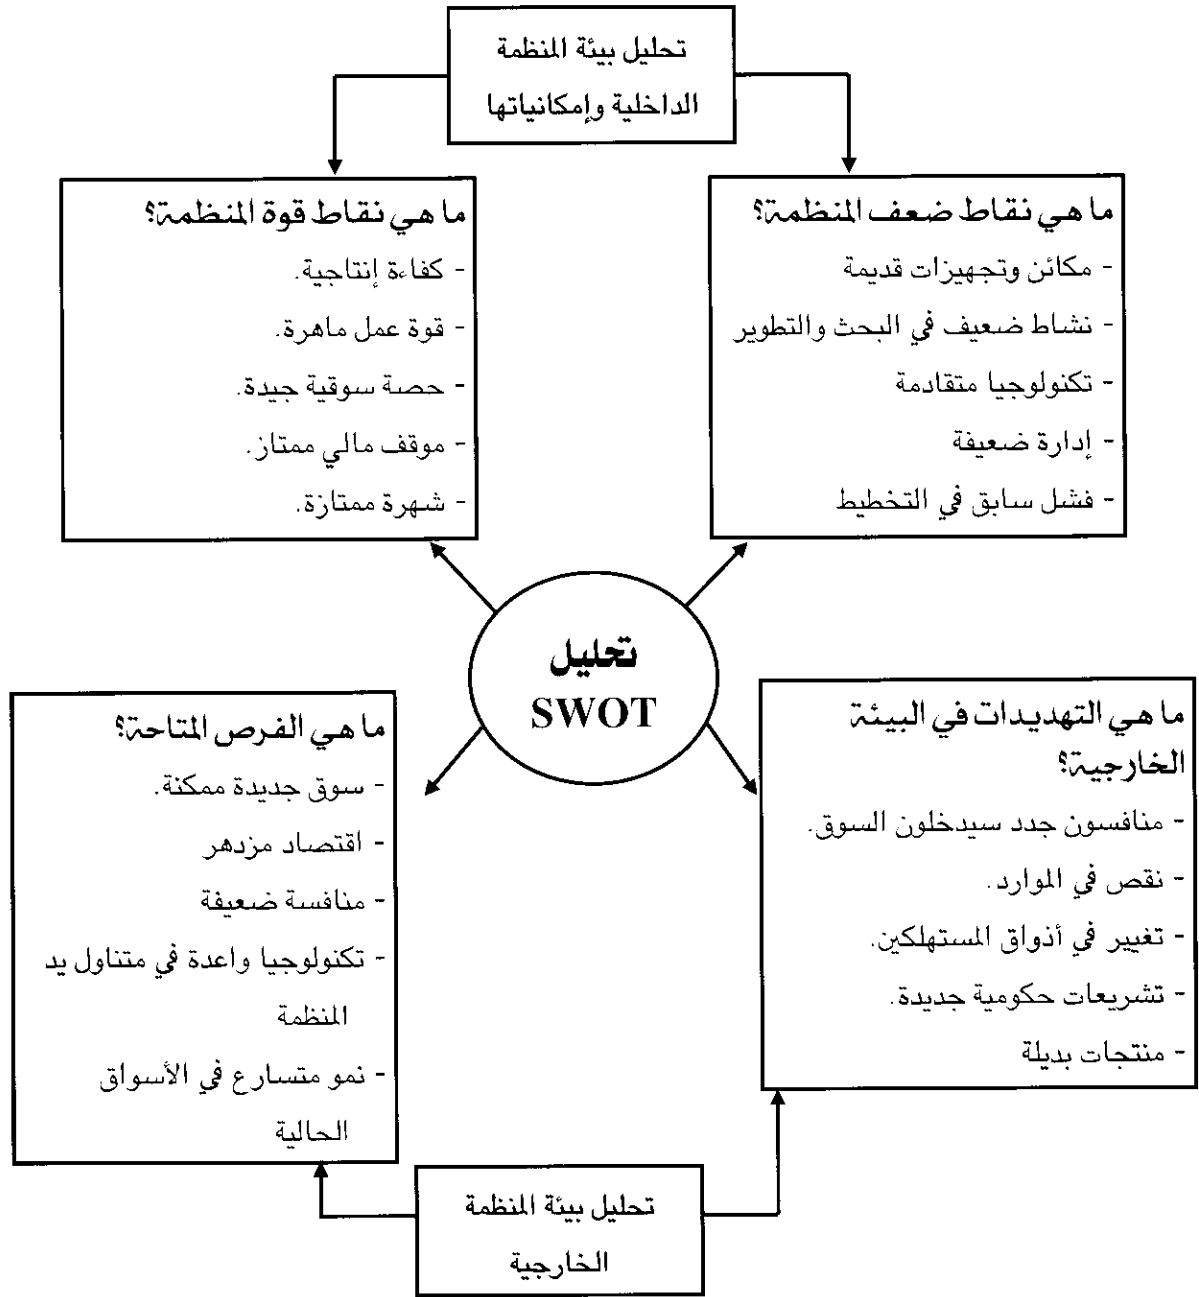 تحليل بيئة المنظمة
الداخلية وإمكانياتها
ما هي نقاط ضعف المنظمة؟
- مكائن وتجهيزات قديمة
- نشاط ضعيف في البحث والتطوير
- تكنولوجيا متقادمة
- إدارة ضعيفة
- فشل سابق في التخطيط
ما هي نقاط قوة المنظمة؟
- كفاءة إنتاجية.
- قوة عمل ماهرة.
- حصة سوقية جيدة.
- موقف مالي ممتاز.
- شهرة ممتازة.
تحليل
SWOT
ما هي التهديدات في البيئة
الخارجية؟
- منافسون جدد سيدخلون السوق.
- نقص في الموارد.
- تغيير في أذواق المستهلكين.
- تشريعات حكومية جديدة.
- منتجات بديلة
ما هي الفرص المتاحة؟
- سوق جديدة ممكنة.
- اقتصاد مزدهر
- منافسة ضعيفة
- تكنولوجيا واعدة في متناول يد
المنظمة
- نمو متسارع في الأسواق
الحالية
تحليل بيئة المنظمة
الخارجية